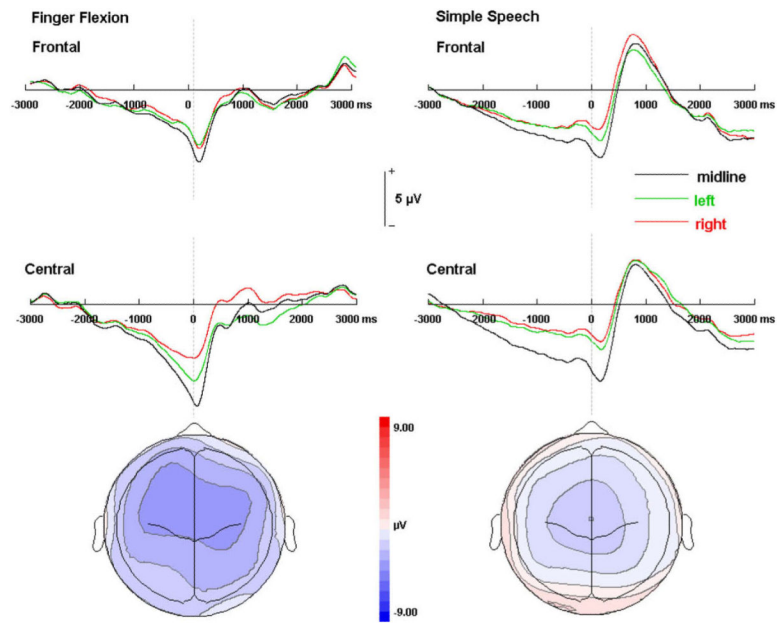 Finger Flexion
Frontal
-3000 -2000 -1000 0 1000 2000 3000 ms
Simple Speech
Frontal
-3000 -2000 -1000 0 1000 2000 3000 ms
+
5 µV
–
midline
left
right
Central
-3000 -2000 -1000 0 1000 2000 3000 ms
Central
-3000 -2000 -1000 0 1000 2000 3000 ms
9.00
µV
-9.00